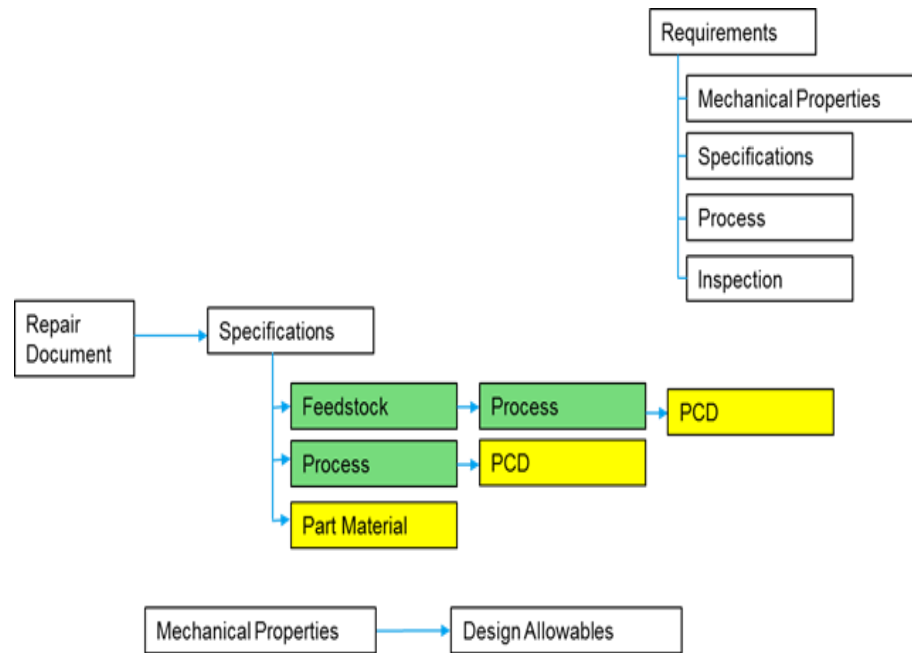 Requirements
Mechanical Properties
Specifications
Process
Inspection
Repair
Document
Specifications
Feedstock
Process
PCD
Process
PCD
Part Material
Mechanical Properties
Design Allowables